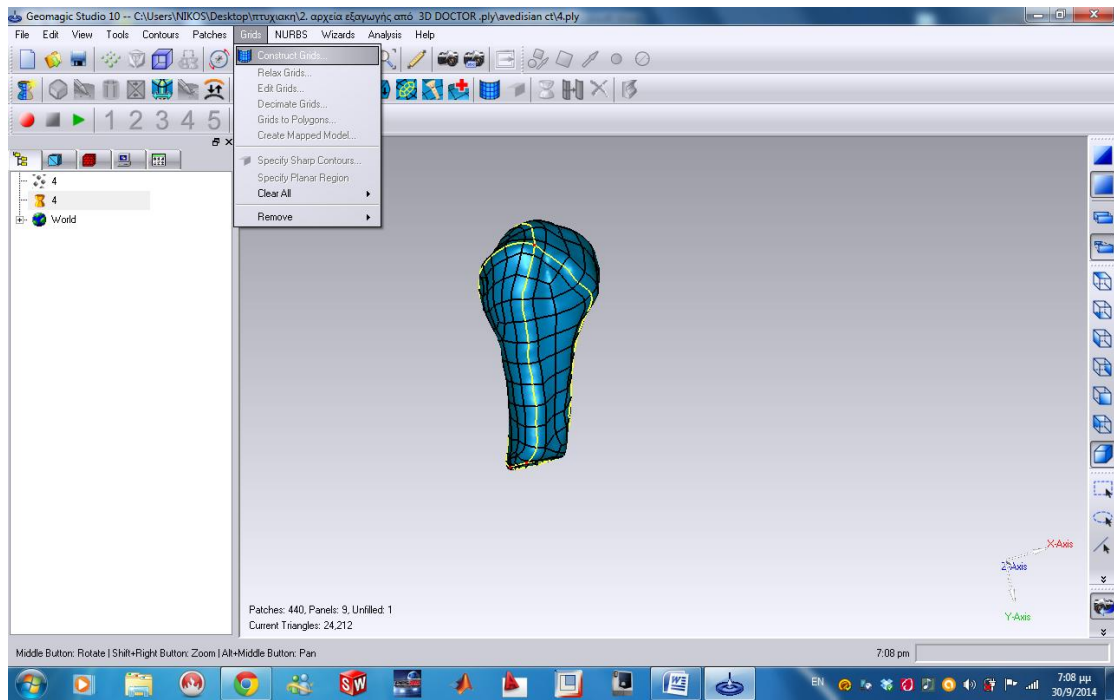 Geomagic Studio 10 -- C:\Users\NIKOS\Desktop\πτυχιακη\2. αρχεία εξαγωγής από 3D DOCTOR .ply\avedisian ct\4.ply
File Edit View Tools Contours Patches Grids NURBS Wizards Analysis Help
Construct Grids...
Relax Grids...
Edit Grids...
Decimate Grids...
1 2 3 4 5
Grids to Polygons...
Create Mapped Model...
Specify Sharp Contours...
Specify Planar Region
Clear All
Remove
4
4
World
X-Axis
Z-Axis
Y-Axis
Patches: 440, Panels: 9, Unfilled: 1
Current Triangles: 24,212
Middle Button: Rotate | Shift+Right Button: Zoom | Alt+Middle Button: Pan
7:08 pm
SW
W
EN
7:08 μμ
30/9/2014